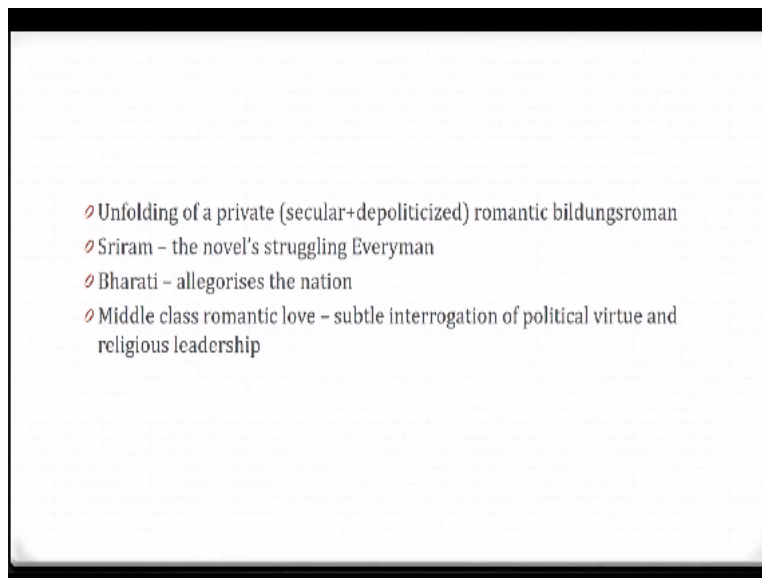 Unfolding of a private (secular+depoliticized) romantic bildungsroman
Sriram – the novel's struggling Everyman
Bharati – allegorises the nation
Middle class romantic love – subtle interrogation of political virtue and
religious leadership